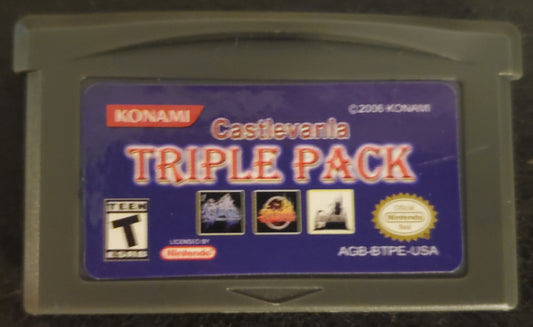 KONAMI
©2006 KONAMI
Castlevania
TRIPLE PACK
TEEN
T
ESRB
LICENSED BY
Nintendo
Official
Nintendo
Seal
AGB-BTPE-USA